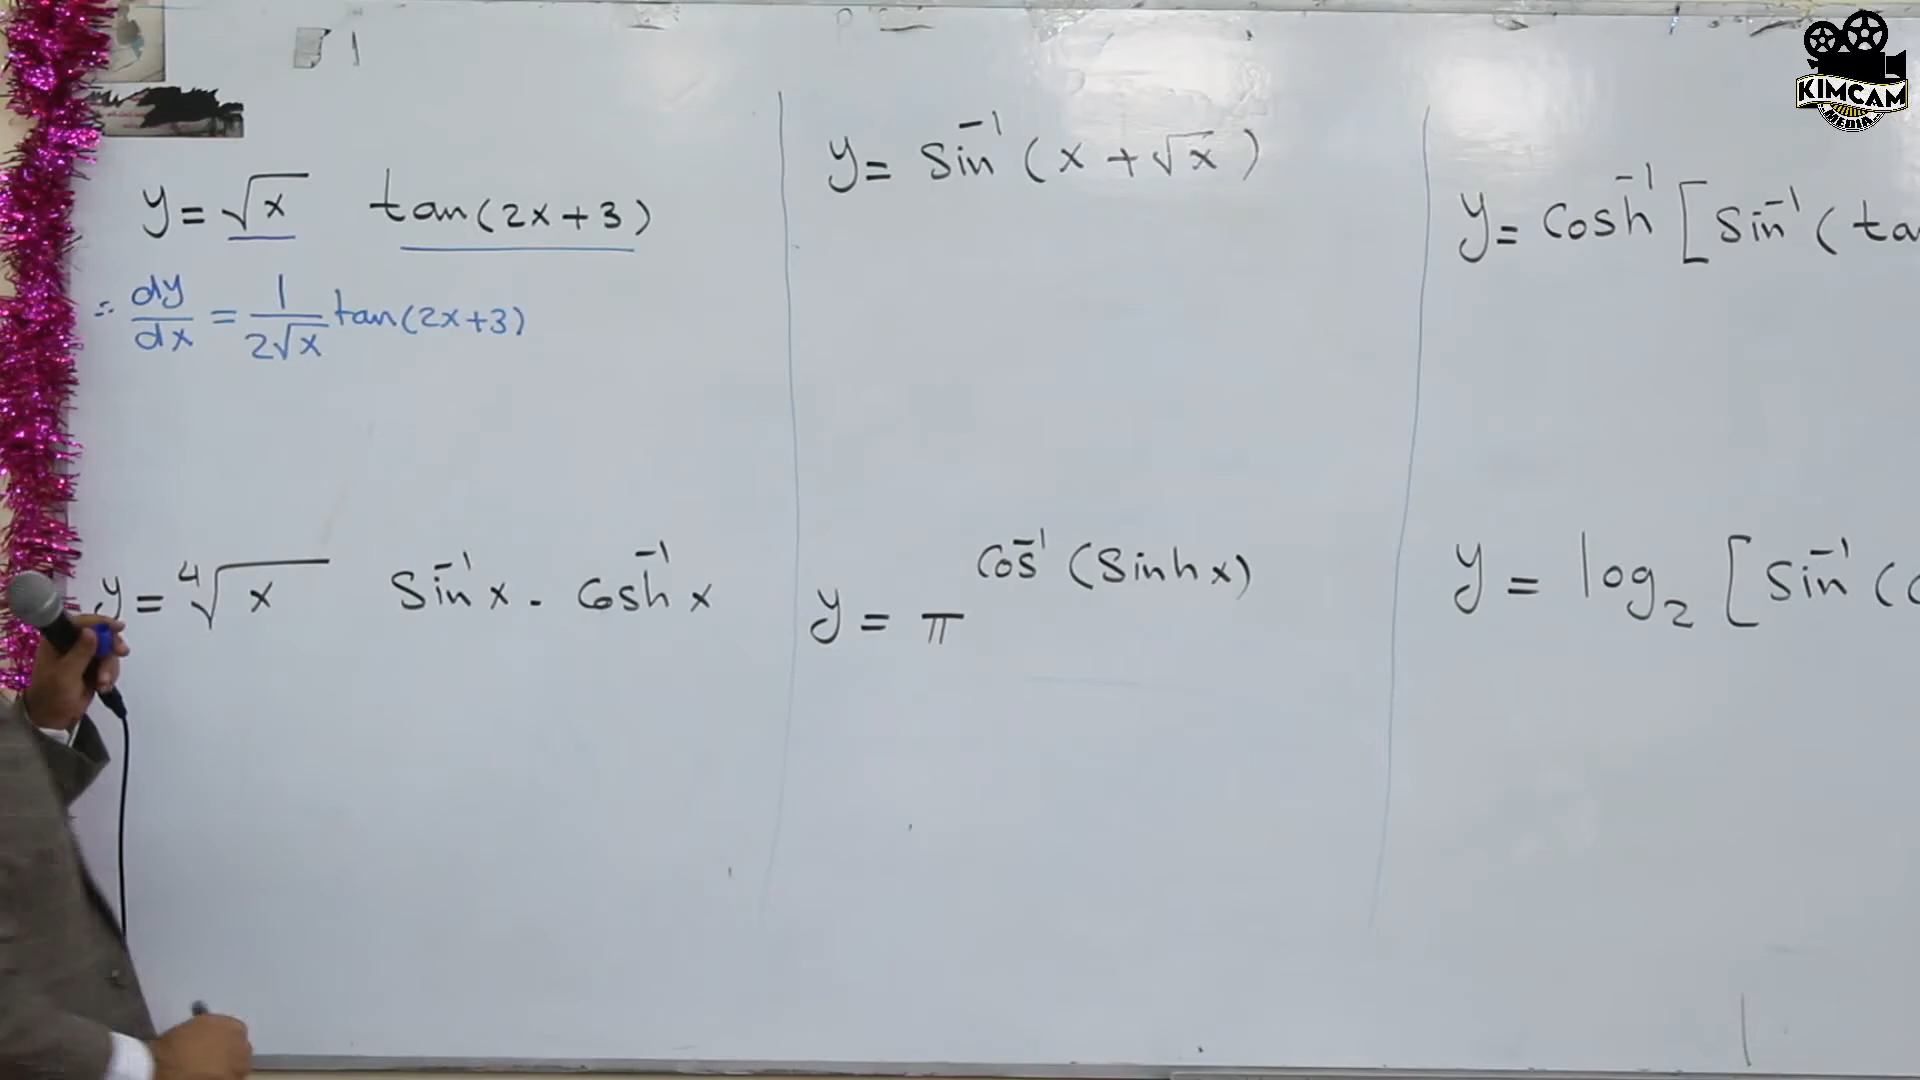 y = √x tan(2x+3)
∴ dy/dx = 1/(2√x) tan(2x+3)
y = ⁴√x sin⁻¹x . cosh⁻¹x
y = sin⁻¹(x + √x)
y = π^(cos⁻¹(sinhx))
y = cosh⁻¹[sin⁻¹(ta
y = log₂[sin⁻¹(c
KIMCAM
MEDIA